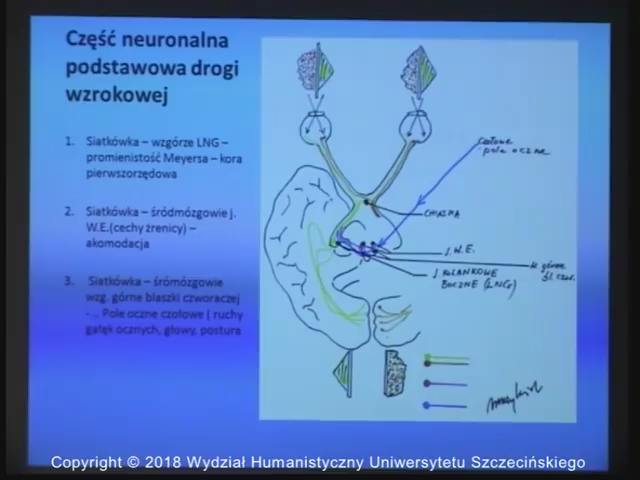 Część neuronalna
podstawowa drogi
wzrokowej
1. Siatkówka – wzgórze LNG –
promienistość Meyersa – kora
pierwszorzędowa
2. Siatkówka – śródmózgowie j.
W.E.(cechy źrenicy) –
akomodacja
3. Siatkówka – śrómózgowie
wzg. górne blaszki czworaczej
- .. Pole oczne czołowe ( ruchy
gałęk ocznych, głowy, postura
czołowe
pole oczne
CHIASMA
J. W. E.
J. KOLANKOWE
BOCZNE (LNG)
Copyright © 2018 Wydział Humanistyczny Uniwersytetu Szczecińskiego